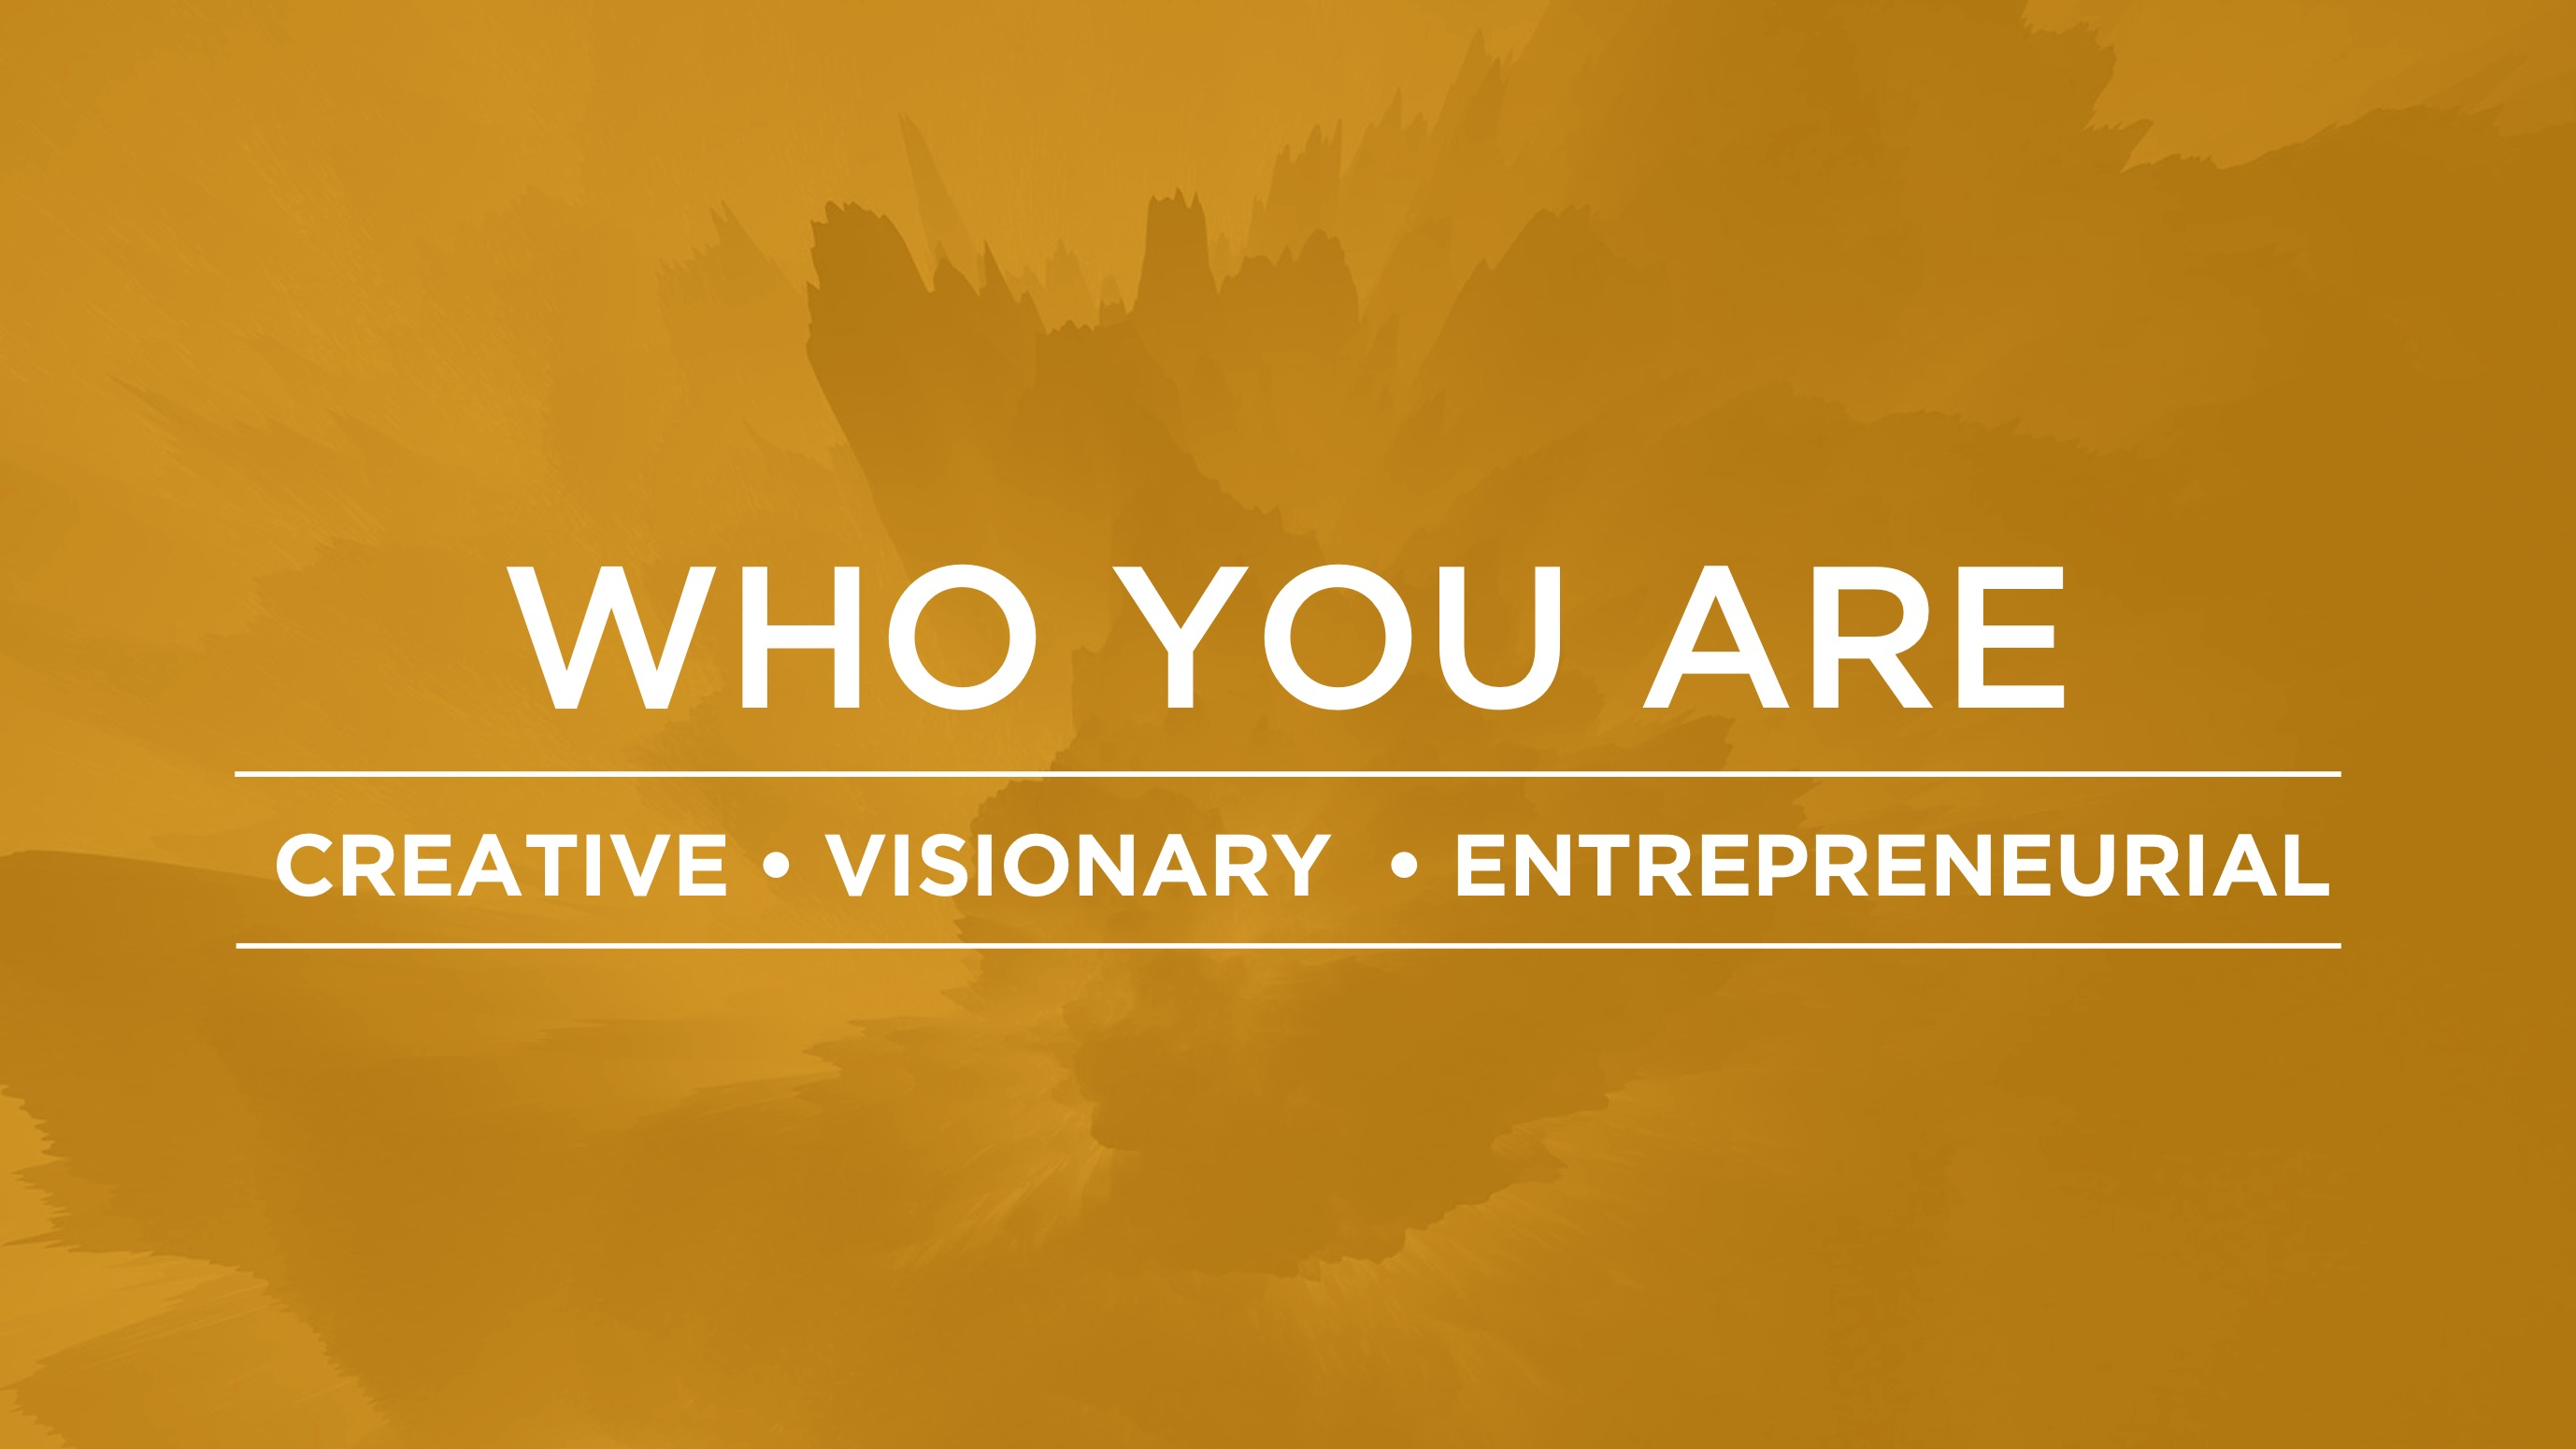 WHO YOU ARE
CREATIVE • VISIONARY • ENTREPRENEURIAL